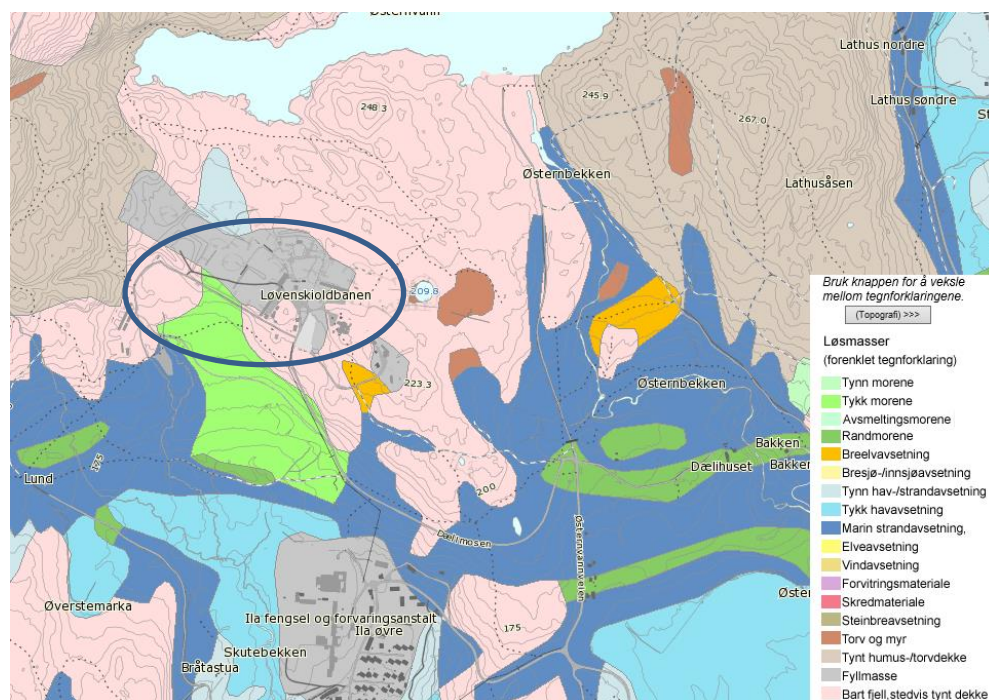 Østernvann
Lathus nordre
248.3
245.9
Lathus søndre
267.0
Østernbekken
Lathusåsen
209.8
Løvenskioldbanen
223.3
Østernbekken
Bakken
Dælihuset
Bakken
175
Lund
200
Dælimosen
Østernvannveien
Øverstemarka
Ila fengsel og forvaringsanstalt
Ila øvre
175
Skutebekken
Bråtastua
Bruk knappen for å veksle
mellom tegnforklaringene.
(Topografi) >>>
Løsmasser
(forenklet tegnforklaring)
Tynn morene
Tykk morene
Avsmeltingsmorene
Randmorene
Breelvavsetning
Bresjø-/innsjøavsetning
Tynn hav-/strandavsetning
Tykk havavsetning
Marin strandavsetning,
Elveavsetning
Vindavsetning
Forvitringsmateriale
Skredmateriale
Steinbreavsetning
Torv og myr
Tynt humus-/torvdekke
Fyllmasse
Bart fjell,stedvis tynt dekke